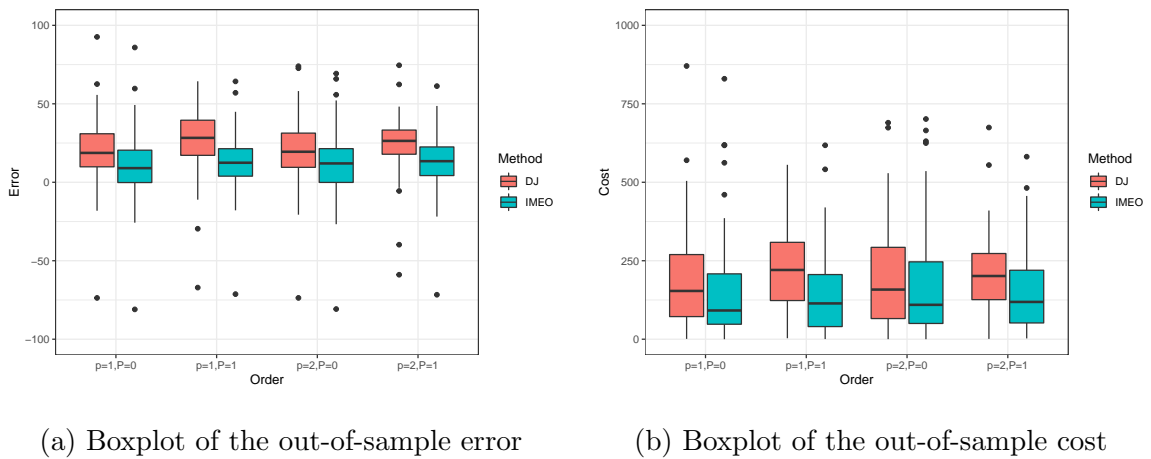 100
50
0
−50
−100
Error
p=1,P=0 p=1,P=1 p=2,P=0 p=2,P=1
Order
Method
DJ
IMEO
1000
750
500
250
0
Cost
p=1,P=0 p=1,P=1 p=2,P=0 p=2,P=1
Order
Method
DJ
IMEO
(a) Boxplot of the out-of-sample error
(b) Boxplot of the out-of-sample cost